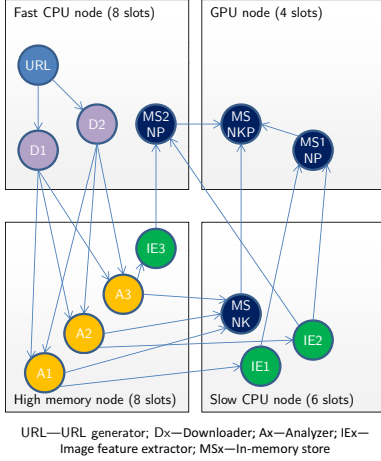 Fast CPU node (8 slots)
GPU node (4 slots)
URL
D1
D2
MS2
NP
MS
NKP
MS1
NP
IE3
A3
A2
A1
MS
NK
IE2
IE1
High memory node (8 slots)
Slow CPU node (6 slots)
URL—URL generator; Dx—Downloader; Ax—Analyzer; IEx—
Image feature extractor; MSx—In-memory store